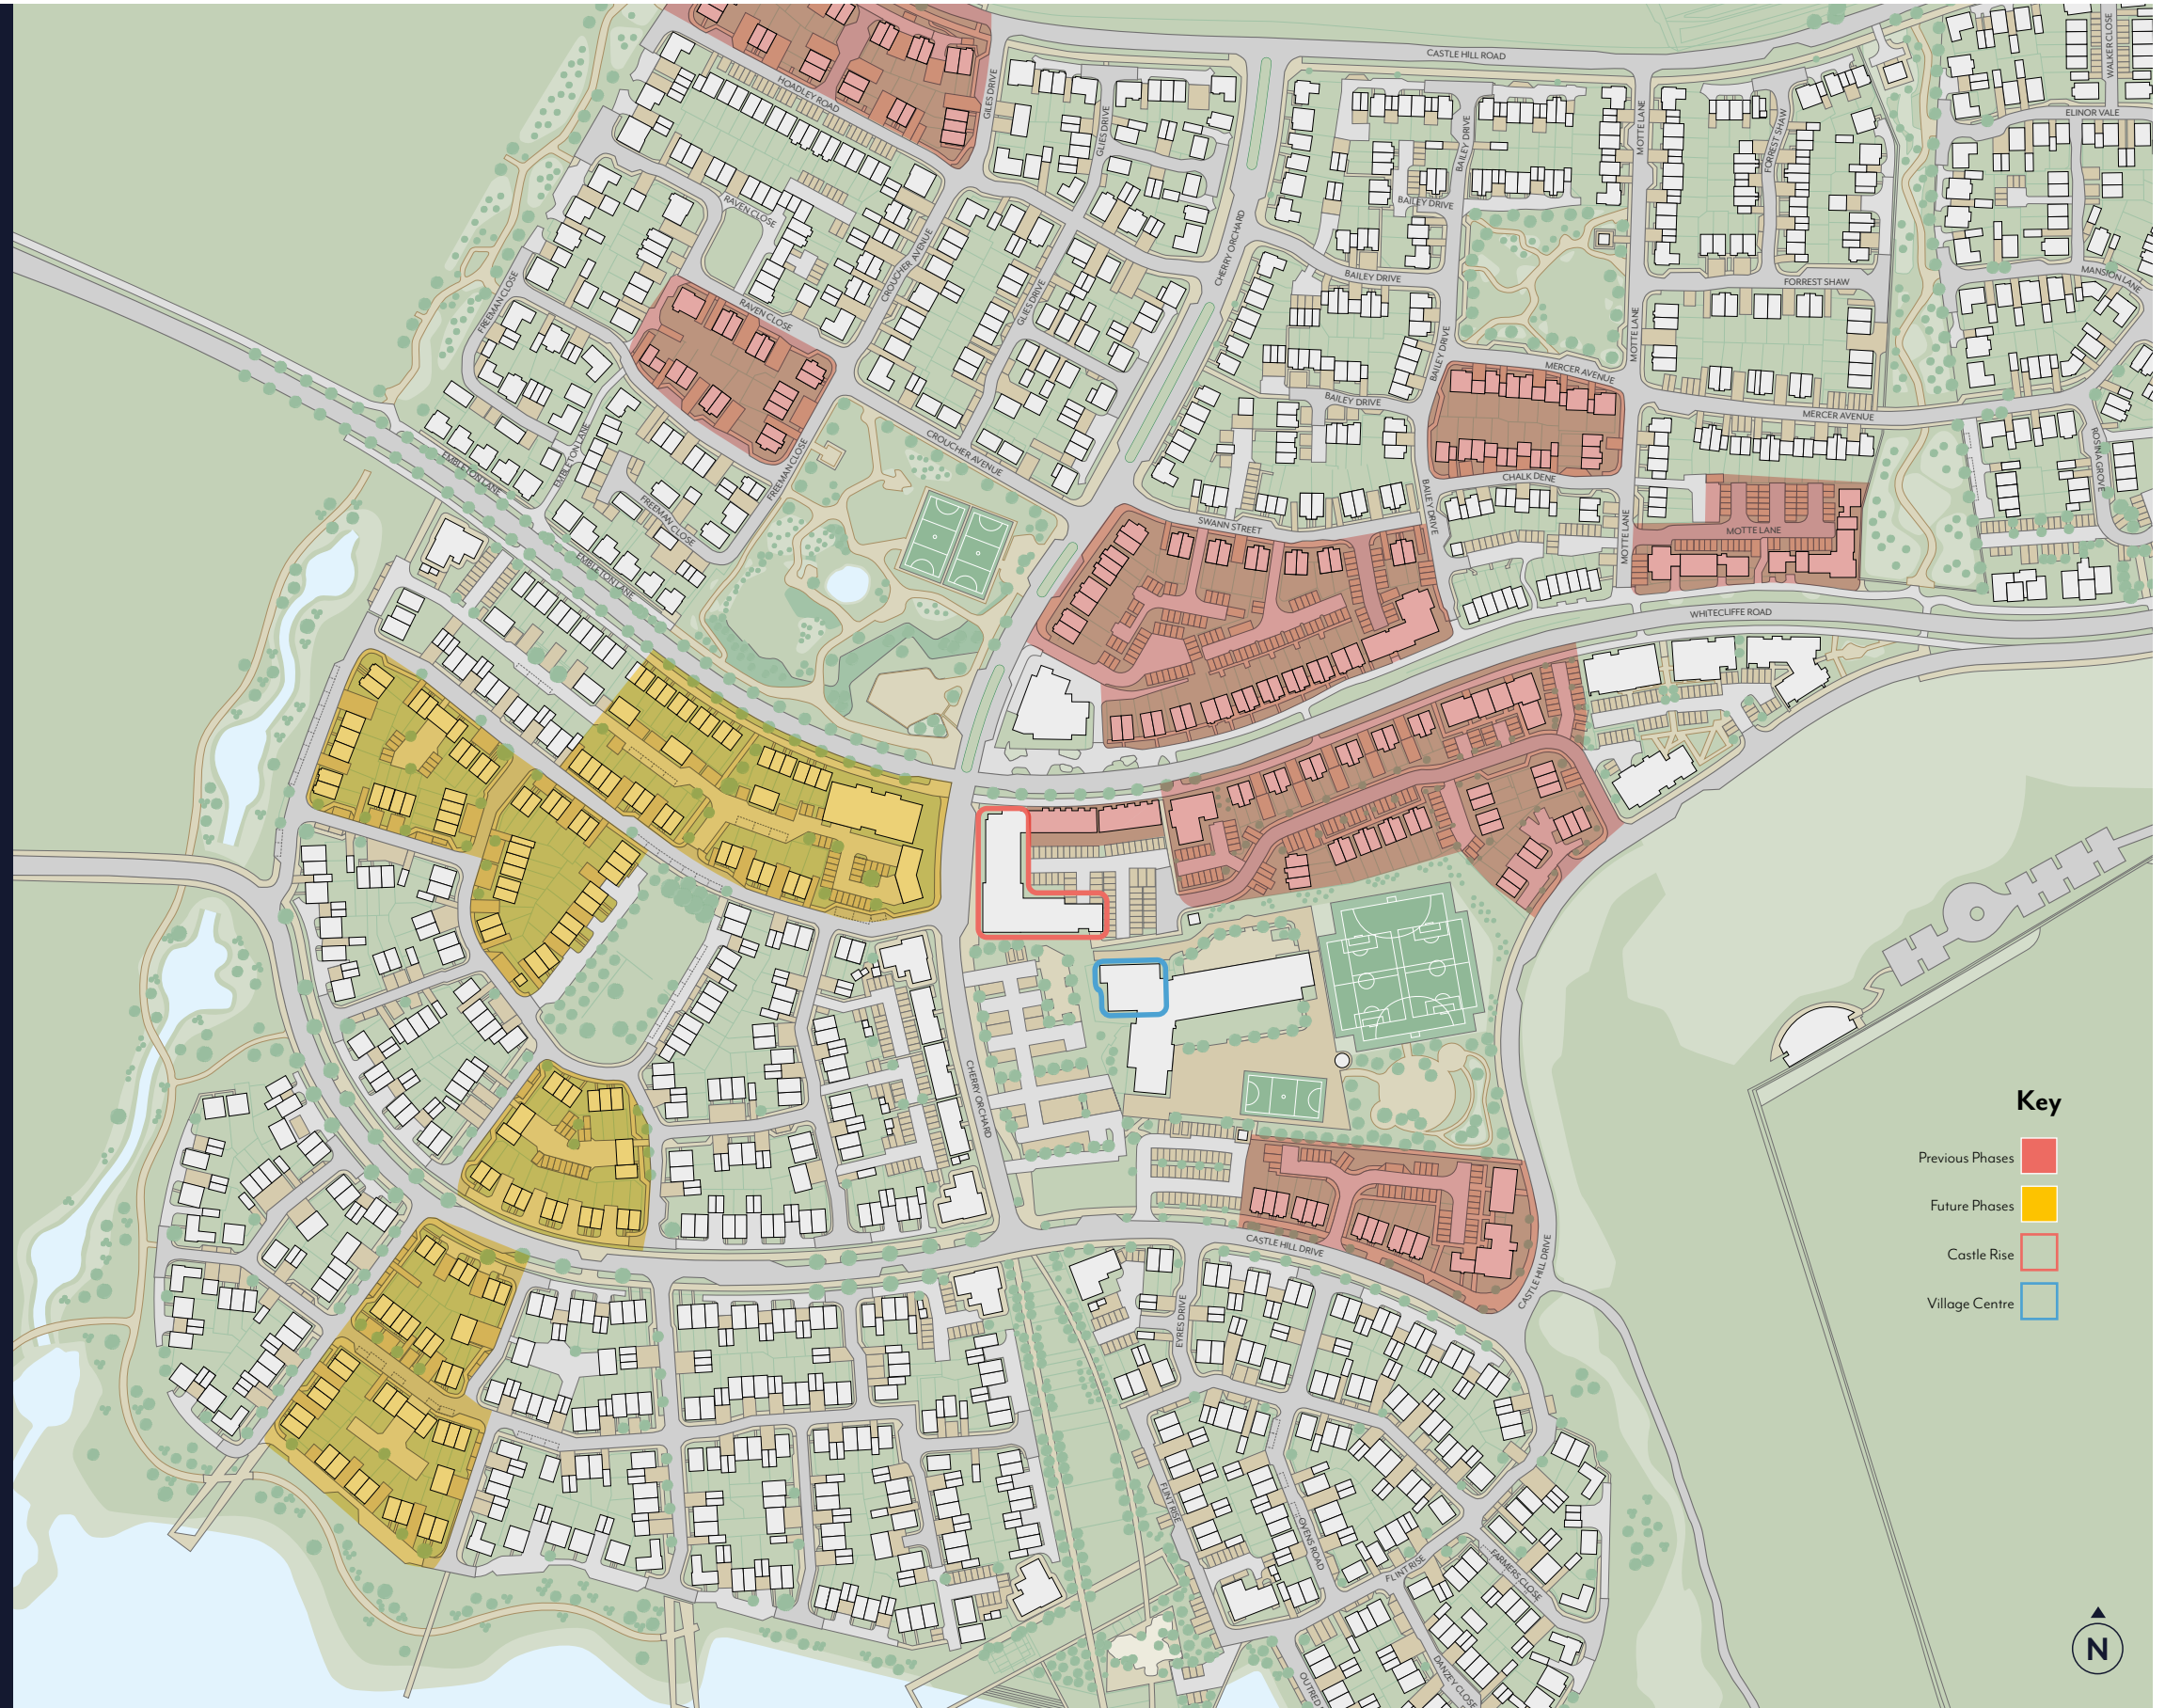 CASTLE HILL ROAD
WALKER CLOSE
HOADLEY ROAD
GILES DRIVE
GLIES DRIVE
BAILEY DRIVE
MOTTE LANE
FORREST SHAW
ELINOR VALE
RAVEN CLOSE
BAILEY DRIVE
CHERRY ORCHARD
CROUCHER AVENUE
BAILEY DRIVE
FORREST SHAW
MANSION LANE
FREEMAN CLOSE
RAVEN CLOSE
GLIES DRIVE
MOTTE LANE
BAILEY DRIVE
MERCER AVENUE
BAILEY DRIVE
MERCER AVENUE
CROUCHER AVENUE
EMBLETON LANE
EMBLETON LANE
FREEMAN CLOSE
ROSINA GROVE
CHALK DENE
FREEMAN CLOSE
SWANN STREET
BAILEY DRIVE
MOTTE LANE
MOTTE LANE
EMBLETON LANE
WHITECLIFFE ROAD
CHERRY ORCHARD
Key
Previous Phases
Future Phases
Castle Rise
Village Centre
CASTLE HILL DRIVE
CASTLE HILL DRIVE
EYRES DRIVE
FLINT RISE
OVENS ROAD
FLINT RISE
FARMERS CLOSE
DANZEY CLOSE
OUTRED
N